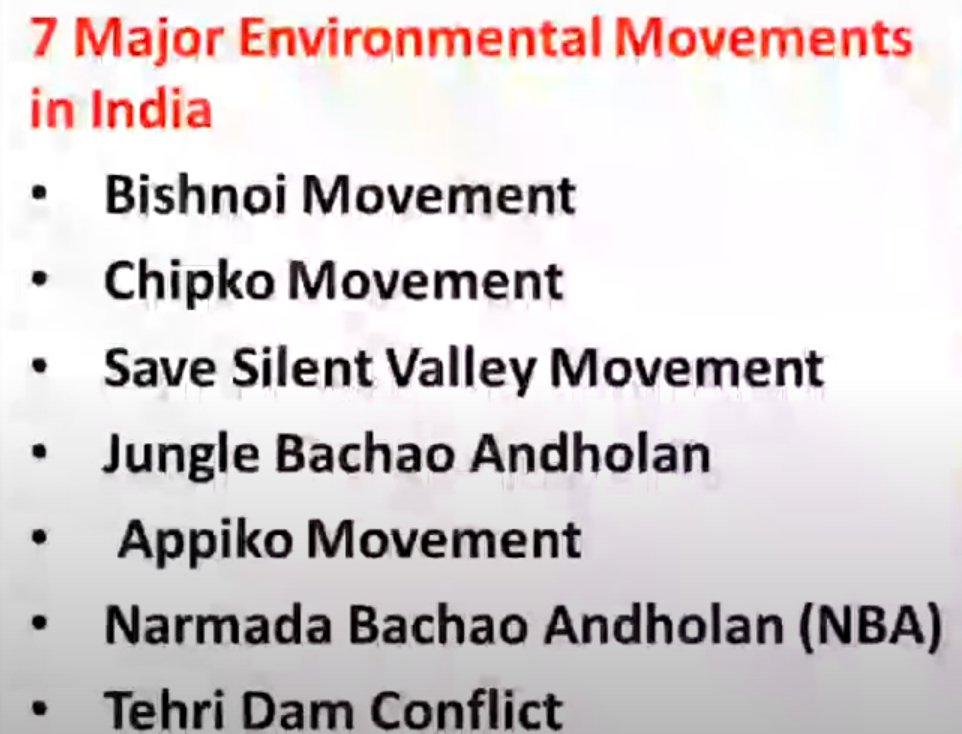 7 Major Environmental Movements
in India
• Bishnoi Movement
• Chipko Movement
• Save Silent Valley Movement
• Jungle Bachao Andholan
• Appiko Movement
• Narmada Bachao Andholan (NBA)
• Tehri Dam Conflict